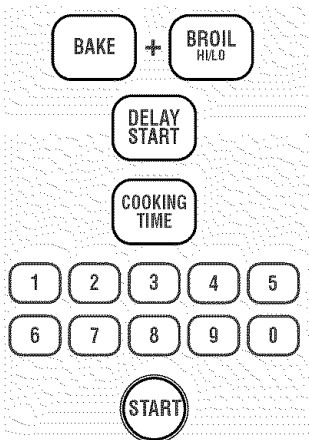 BAKE + BROIL
HI/LO
DELAY
START
COOKING
TIME
1 2 3 4 5
6 7 8 9 0
START